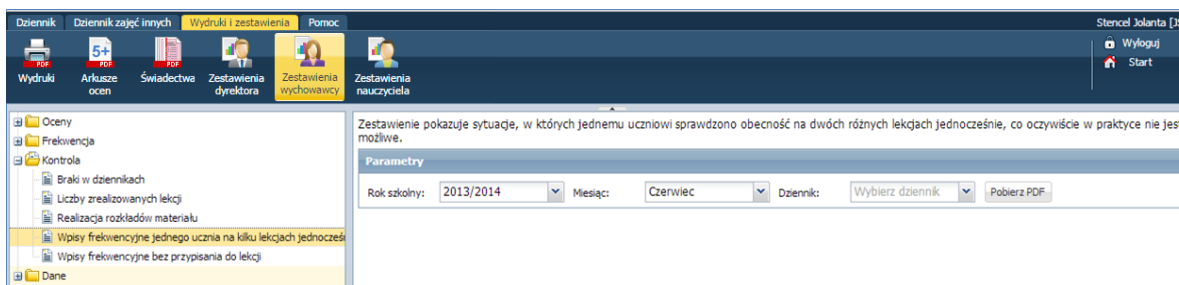 Dziennik Dziennik zajęć innych Wydruki i zestawienia Pomoc
Stencel Jolanta
Wyloguj
Start
5+
PDF PDF PDF
Wydruki Arkusze ocen Świadectwa Zestawienia dyrektora Zestawienia wychowawcy Zestawienia nauczyciela
Oceny
Frekwencja
Kontrola
Braki w dziennikach
Liczby zrealizowanych lekcji
Realizacja rozkładów materiału
Wpisy frekwencyjne jednego ucznia na kilku lekcjach jednocześ
Wpisy frekwencyjne bez przypisania do lekcji
Dane
Zestawienie pokazuje sytuacje, w których jednemu uczniowi sprawdzono obecność na dwóch różnych lekcjach jednocześnie, co oczywiście w praktyce nie jest
możliwe.
Parametry
Rok szkolny: 2013/2014 Miesiąc: Czerwiec Dziennik: Wybierz dziennik Pobierz PDF